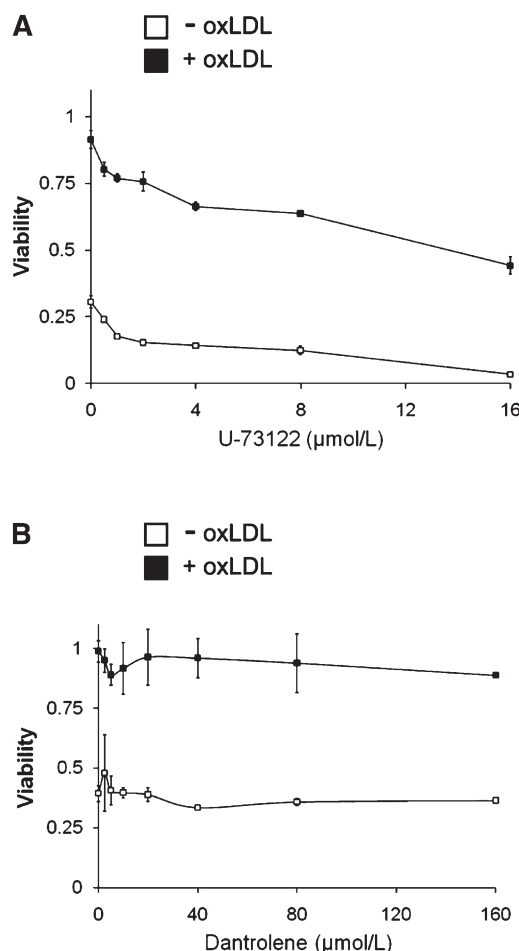 A
- oxLDL
+ oxLDL
1
0.75
0.5
0.25
0
Viability
0 4 8 12 16
U-73122 (μmol/L)
B
- oxLDL
+ oxLDL
1
0.75
0.5
0.25
0
Viability
0 40 80 120 160
Dantrolene (μmol/L)